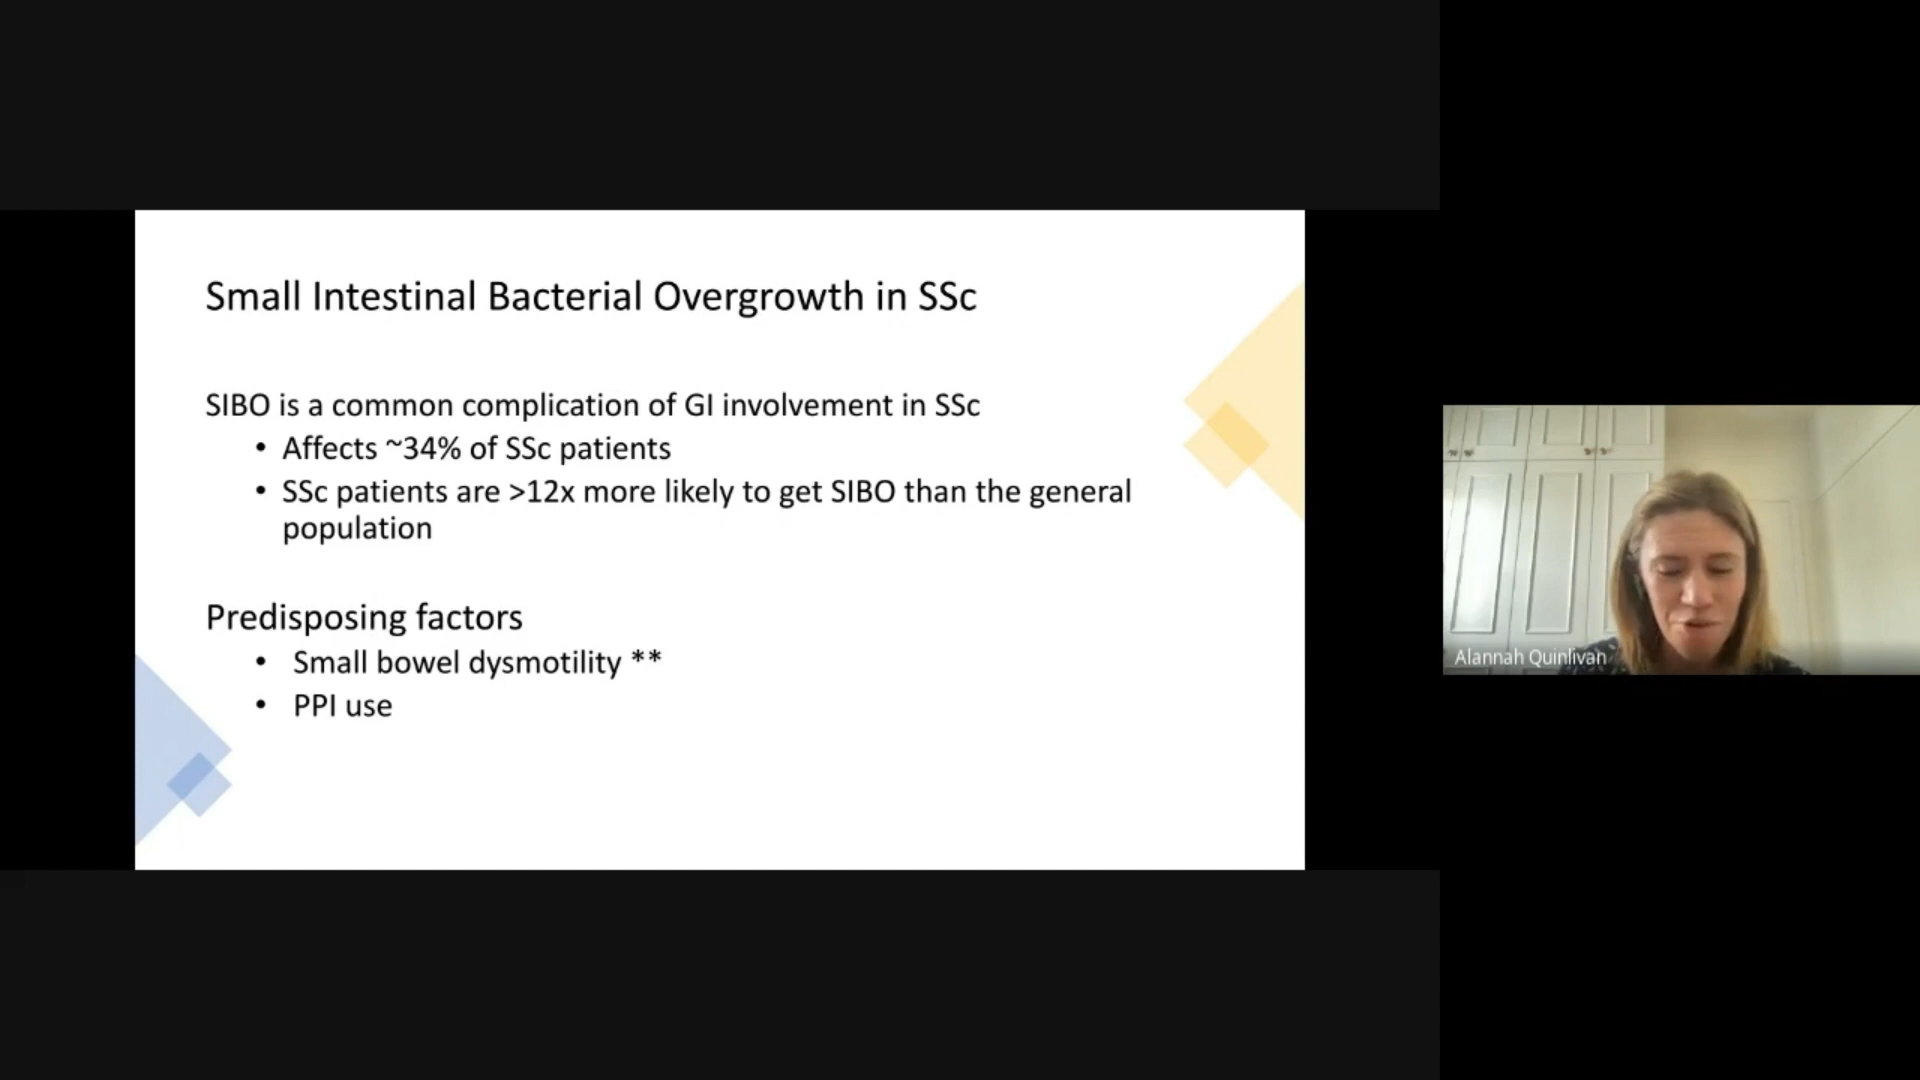 Small Intestinal Bacterial Overgrowth in SSc
SIBO is a common complication of GI involvement in SSc
• Affects ~34% of SSc patients
• SSc patients are >12x more likely to get SIBO than the general
population
Predisposing factors
• Small bowel dysmotility **
• PPI use
Alannah Quinlivan